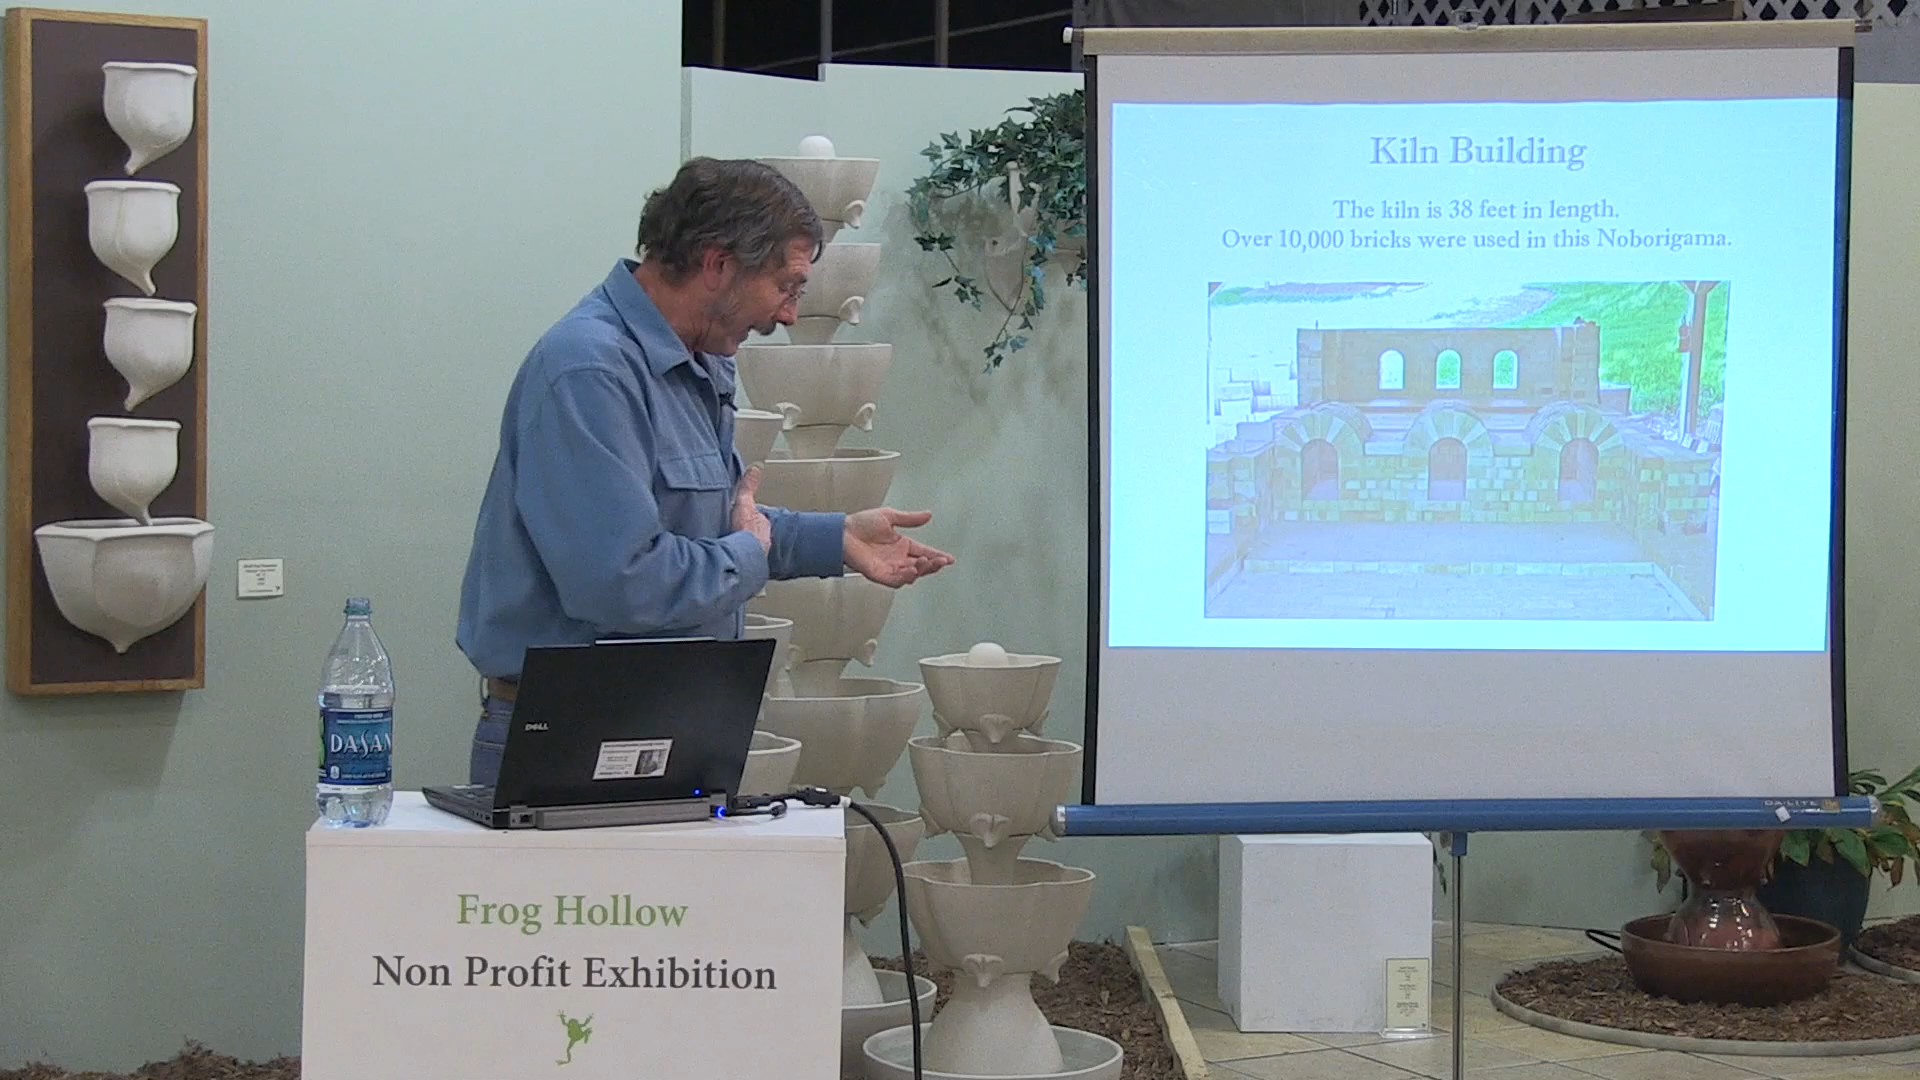 Kiln Building
The kiln is 38 feet in length.
Over 10,000 bricks were used in this Noborigama.
DASAN
DELL
DA-LITE
Frog Hollow
Non Profit Exhibition